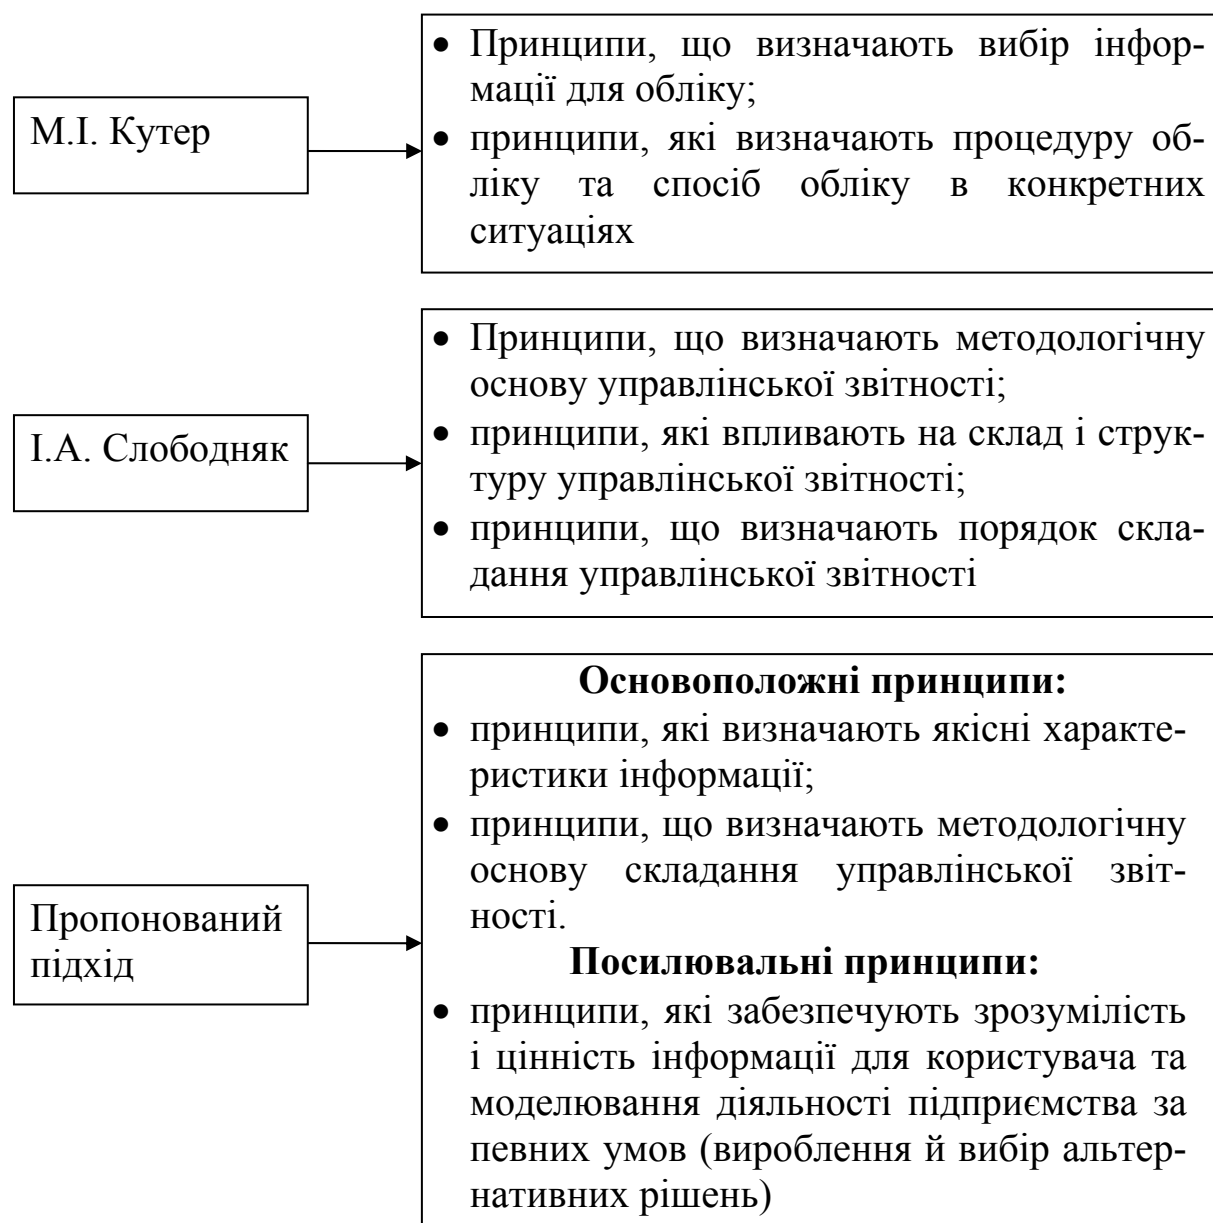 М.І. Кутер
• Принципи, що визначають вибір інфор-
мації для обліку;
• принципи, які визначають процедуру об-
ліку та спосіб обліку в конкретних
ситуаціях
І.А. Слободняк
• Принципи, що визначають методологічну
основу управлінської звітності;
• принципи, які впливають на склад і струк-
туру управлінської звітності;
• принципи, що визначають порядок скла-
дання управлінської звітності
Пропонований
підхід
Основоположні принципи:
• принципи, які визначають якісні характе-
ристики інформації;
• принципи, що визначають методологічну
основу складання управлінської звіт-
ності.
Посилювальні принципи:
• принципи, які забезпечують зрозумілість
і цінність інформації для користувача та
моделювання діяльності підприємства за
певних умов (вироблення й вибір альтер-
нативних рішень)